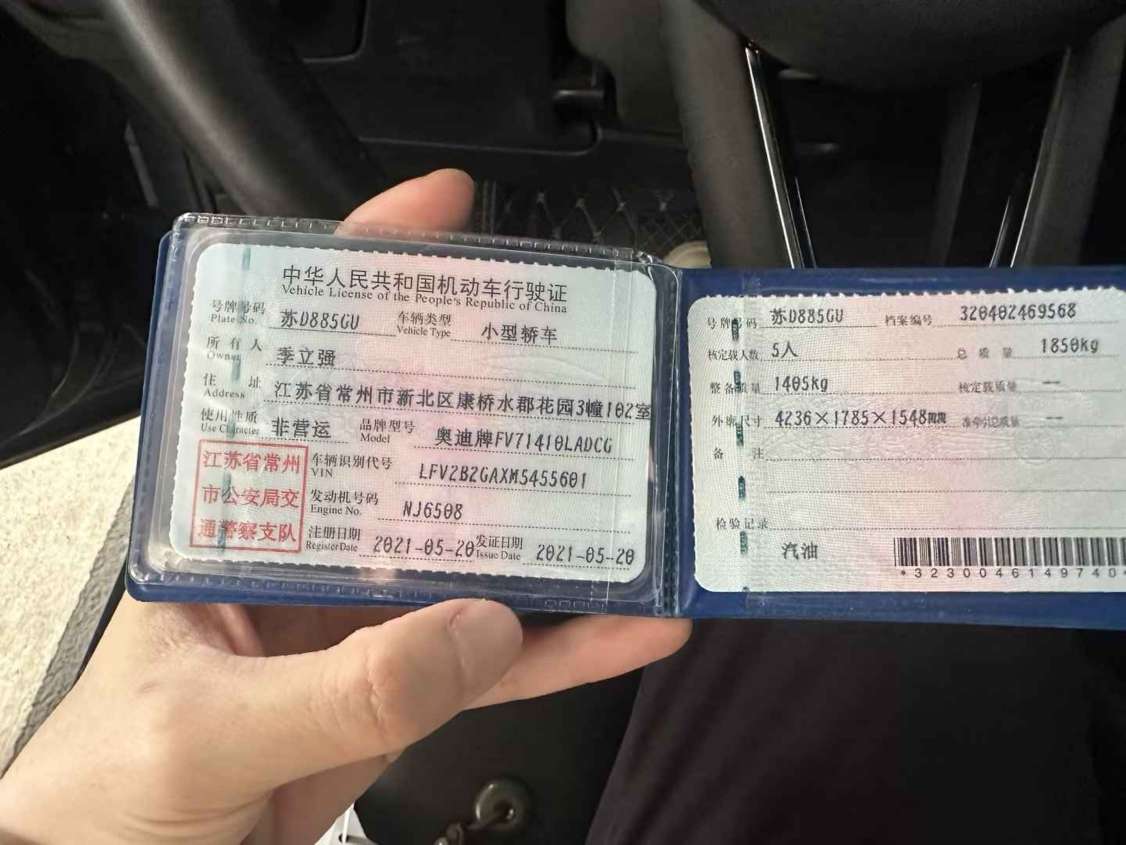 中华人民共和国机动车行驶证
Vehicle License of the People's Republic of China
号牌号码 苏D885GU 车辆类型 小型轿车
Plate No. Vehicle Type
所有人 季立强
Owner
住址 江苏省常州市新北区康桥水郡花园3幢102室
Address
使用性质 非营运 品牌型号 奥迪牌FV71410LADCG
Use Character Model
江苏省常州
市公安局交
通警察支队
车辆识别代号 LFV2B2GAXM5455601
VIN
发动机号码 NJ6508
Engine No.
注册日期 2021-05-20 发证日期 2021-05-20
Register Date Issue Date
号牌号码 苏D885GU 档案编号 320402469568
核定载人数 5人 总质量 1850kg
整备质量 1405kg 核定载质量 --
外廓尺寸 4236×1785×1548mm 准牵引总质量 --
备注
检验记录
汽油
*323004614974 0